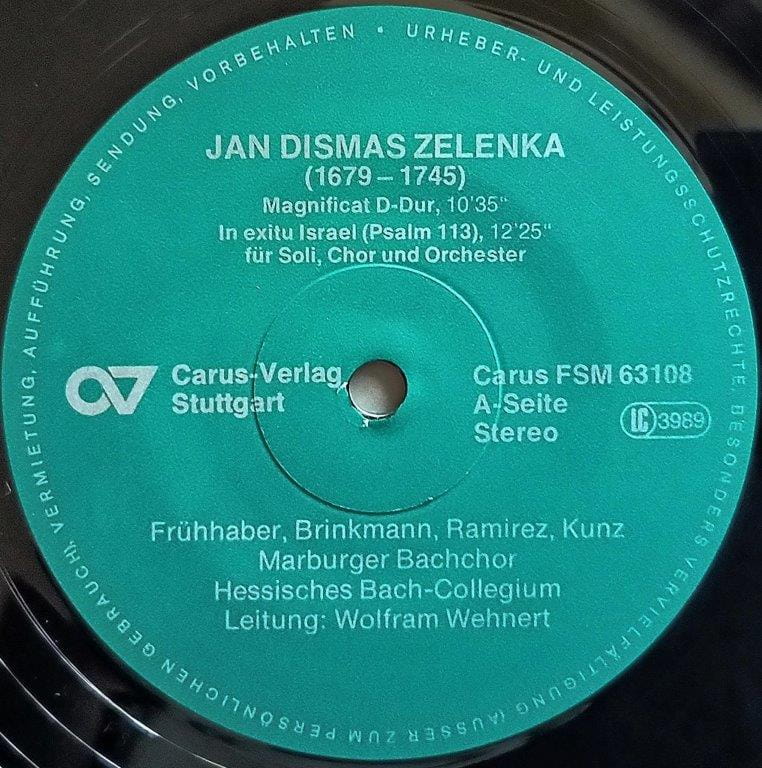 URHEBER- UND LEISTUNGSSCHUTZRECHTE, BESONDERS VERVIELFÄLTIGUNG (AUSSER ZUM PERSÖNLICHEN GEBRAUCH), VERMIETUNG, AUFFÜHRUNG, SENDUNG, VORBEHALTEN •
JAN DISMAS ZELENKA
(1679 – 1745)
Magnificat D-Dur, 10'35"
In exitu Israel (Psalm 113), 12'25"
für Soli, Chor und Orchester
Carus-Verlag
Stuttgart
Carus FSM 63108
A-Seite
Stereo
LC 3989
Frühhaber, Brinkmann, Ramirez, Kunz
Marburger Bachchor
Hessisches Bach-Collegium
Leitung: Wolfram Wehnert